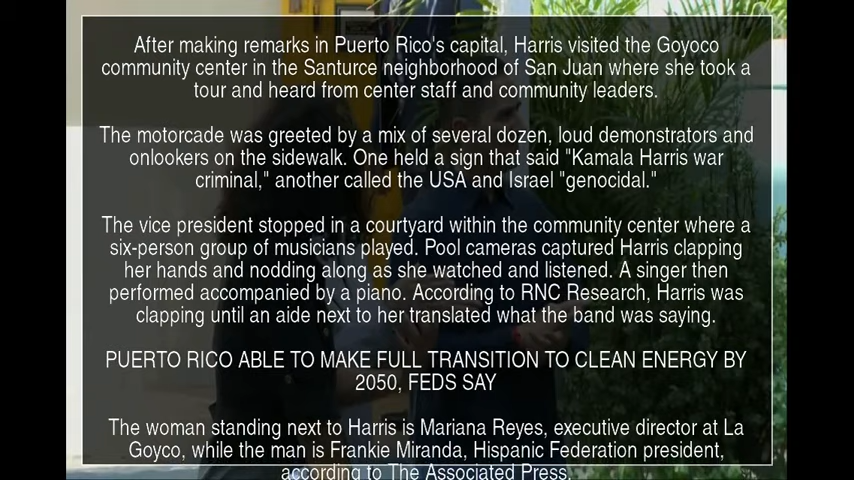 After making remarks in Puerto Rico's capital, Harris visited the Goyoco
community center in the Santurce neighborhood of San Juan where she took a
tour and heard from center staff and community leaders.
The motorcade was greeted by a mix of several dozen, loud demonstrators and
onlookers on the sidewalk. One held a sign that said "Kamala Harris war
criminal," another called the USA and Israel "genocidal."
The vice president stopped in a courtyard within the community center where a
six-person group of musicians played. Pool cameras captured Harris clapping
her hands and nodding along as she watched and listened. A singer then
performed accompanied by a piano. According to RNC Research, Harris was
clapping until an aide next to her translated what the band was saying.
PUERTO RICO ABLE TO MAKE FULL TRANSITION TO CLEAN ENERGY BY
2050, FEDS SAY
The woman standing next to Harris is Mariana Reyes, executive director at La
Goyco, while the man is Frankie Miranda, Hispanic Federation president,
according to The Associated Press.